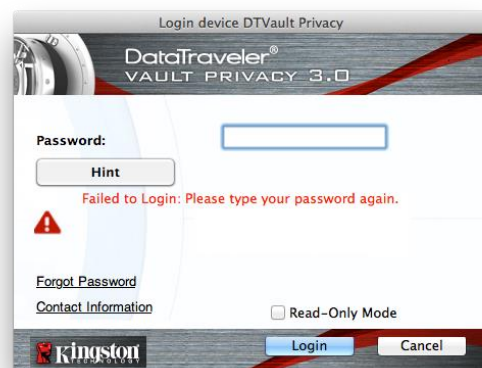 Login device DTVault Privacy
DataTraveler®
VAULT PRIVACY 3.0
Password:
Hint
Failed to Login: Please type your password again.
Forgot Password
Contact Information
Read-Only Mode
Kingston
TECHNOLOGY
Login
Cancel